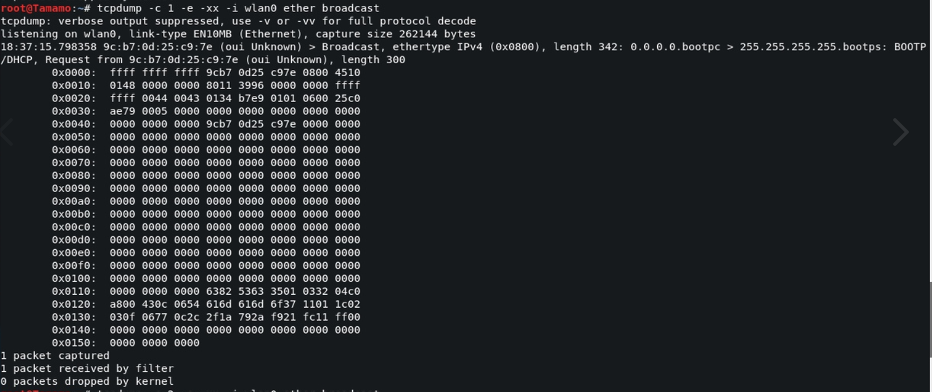 root@Tamamo:~# tcpdump -c 1 -e -xx -i wlan0 ether broadcast
tcpdump: verbose output suppressed, use -v or -vv for full protocol decode
listening on wlan0, link-type EN10MB (Ethernet), capture size 262144 bytes
18:37:15.798358 9c:b7:0d:25:c9:7e (oui Unknown) > Broadcast, ethertype IPv4 (0x0800), length 342: 0.0.0.0.bootpc > 255.255.255.255.bootps: BOOTP
/DHCP, Request from 9c:b7:0d:25:c9:7e (oui Unknown), length 300
0x0000:  ffff ffff ffff 9cb7 0d25 c97e 0800 4510
0x0010:  0148 0000 0000 8011 3996 0000 0000 ffff
0x0020:  ffff 0044 0043 0134 b7e9 0101 0600 25c0
0x0030:  ae79 0005 0000 0000 0000 0000 0000 0000
0x0040:  0000 0000 0000 9cb7 0d25 c97e 0000 0000
0x0050:  0000 0000 0000 0000 0000 0000 0000 0000
0x0060:  0000 0000 0000 0000 0000 0000 0000 0000
0x0070:  0000 0000 0000 0000 0000 0000 0000 0000
0x0080:  0000 0000 0000 0000 0000 0000 0000 0000
0x0090:  0000 0000 0000 0000 0000 0000 0000 0000
0x00a0:  0000 0000 0000 0000 0000 0000 0000 0000
0x00b0:  0000 0000 0000 0000 0000 0000 0000 0000
0x00c0:  0000 0000 0000 0000 0000 0000 0000 0000
0x00d0:  0000 0000 0000 0000 0000 0000 0000 0000
0x00e0:  0000 0000 0000 0000 0000 0000 0000 0000
0x00f0:  0000 0000 0000 0000 0000 0000 0000 0000
0x0100:  0000 0000 0000 0000 0000 0000 0000 0000
0x0110:  0000 0000 0000 6382 5363 3501 0332 04c0
0x0120:  a800 430c 0654 616d 616d 6f37 1101 1c02
0x0130:  030f 0677 0c2c 2f1a 792a f921 fc11 ff00
0x0140:  0000 0000 0000 0000 0000 0000 0000 0000
0x0150:  0000 0000 0000
1 packet captured
1 packet received by filter
0 packets dropped by kernel